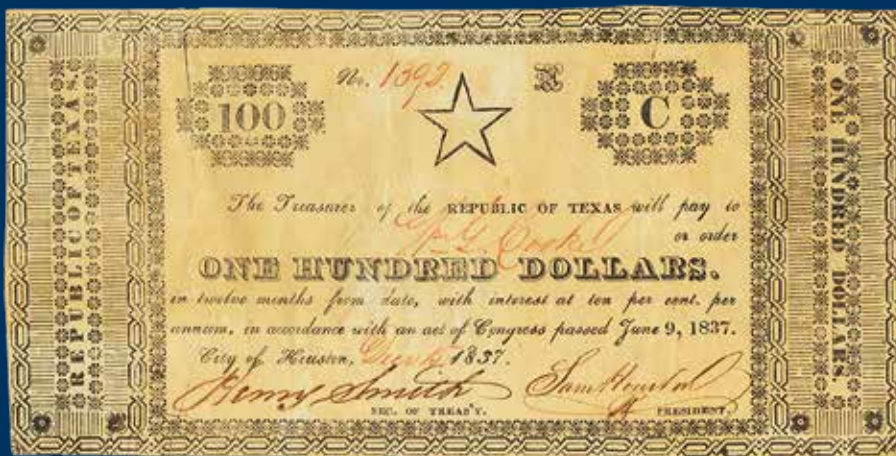 REPUBLIC OF TEXAS.
100
No. 1392.
C
The Treasurer of the REPUBLIC OF TEXAS will pay to
G. Cooke
or order
ONE HUNDRED DOLLARS.
in twelve months from date, with interest at ten per cent. per
annum, in accordance with an act of Congress passed June 9, 1837.
City of Houston, 1837.
Henry Smith
Sam Houston
SEC. OF TREAS'Y.
PRESIDENT.
ONE HUNDRED DOLLARS.